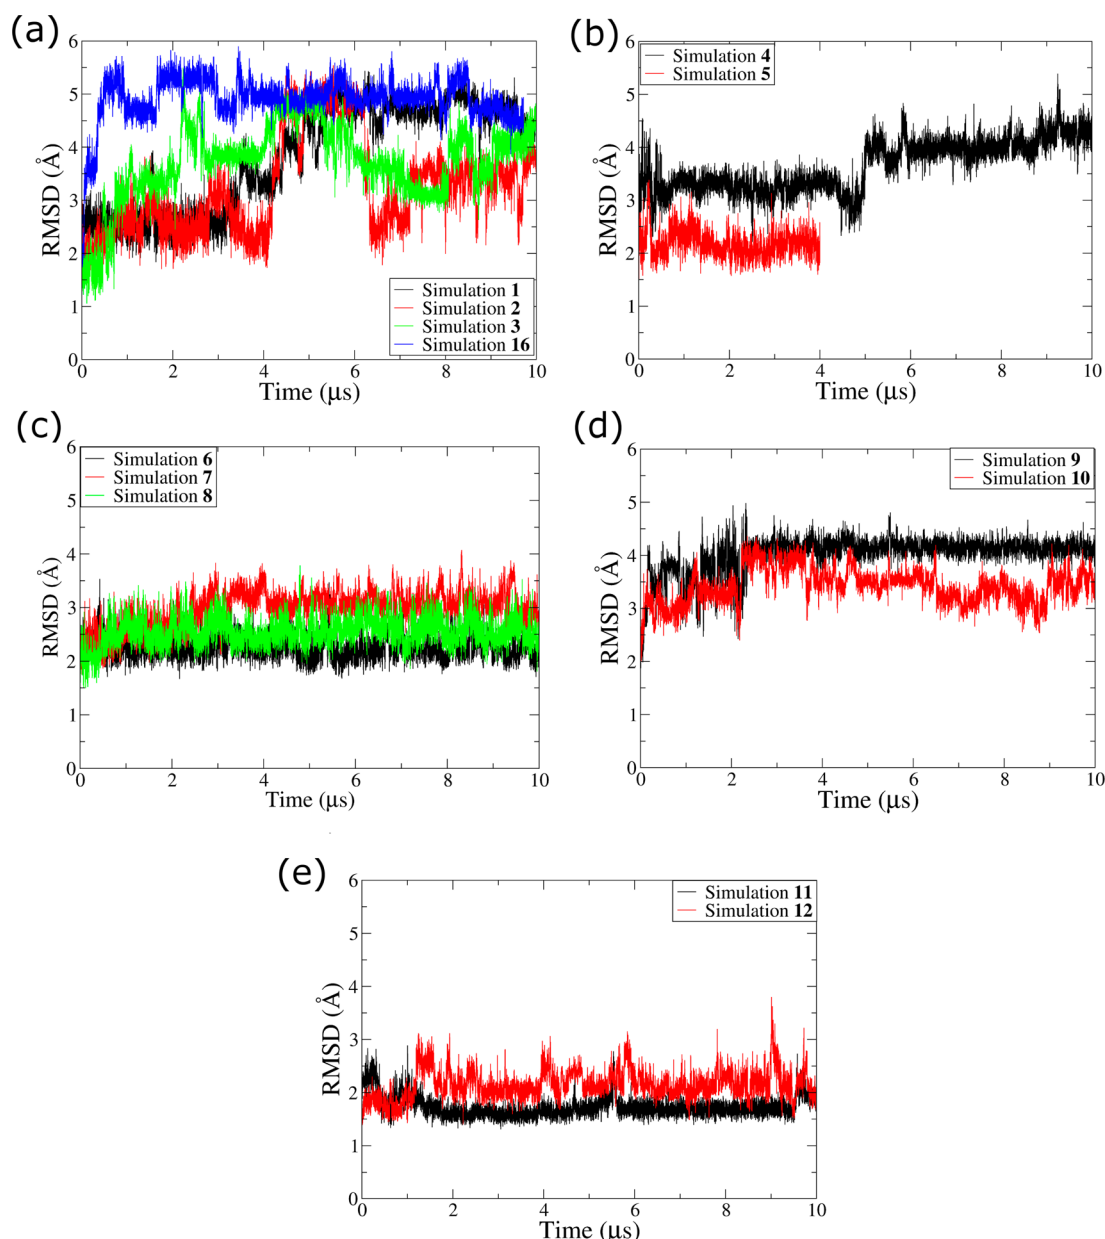 (a)
6
5
4
3
2
1
0
RMSD (Å)
Simulation 1
Simulation 2
Simulation 3
Simulation 16
0 2 4 6 8 10
Time (μs)
(b)
6
5
4
3
2
1
0
RMSD (Å)
Simulation 4
Simulation 5
0 2 4 6 8 10
Time (μs)
(c)
6
5
4
3
2
1
0
RMSD (Å)
Simulation 6
Simulation 7
Simulation 8
0 2 4 6 8 10
Time (μs)
(d)
6
5
4
3
2
1
0
RMSD (Å)
Simulation 9
Simulation 10
0 2 4 6 8 10
Time (μs)
(e)
6
5
4
3
2
1
0
RMSD (Å)
Simulation 11
Simulation 12
0 2 4 6 8 10
Time (μs)